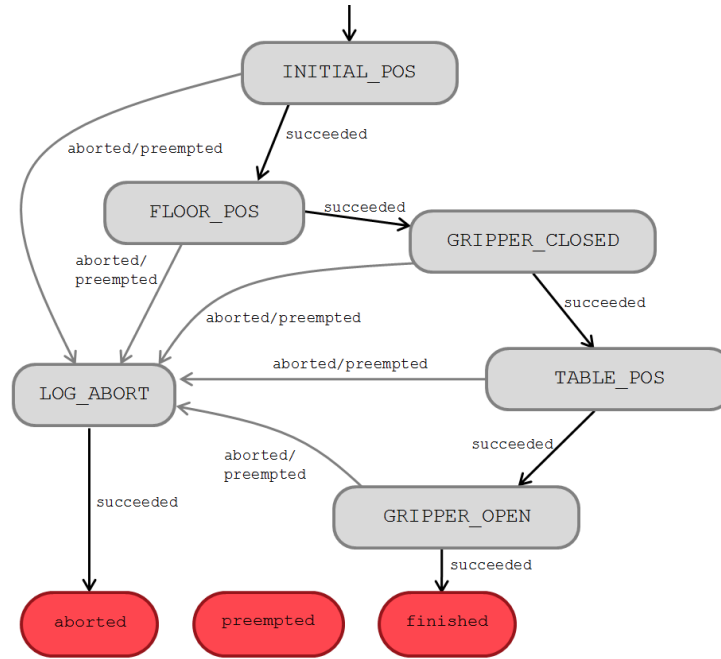 INITIAL_POS
succeeded
aborted/preempted
FLOOR_POS
succeeded
GRIPPER_CLOSED
aborted/
preempted
succeeded
aborted/preempted
aborted/preempted
LOG_ABORT
TABLE_POS
succeeded
aborted/
preempted
succeeded
GRIPPER_OPEN
succeeded
aborted
preempted
finished